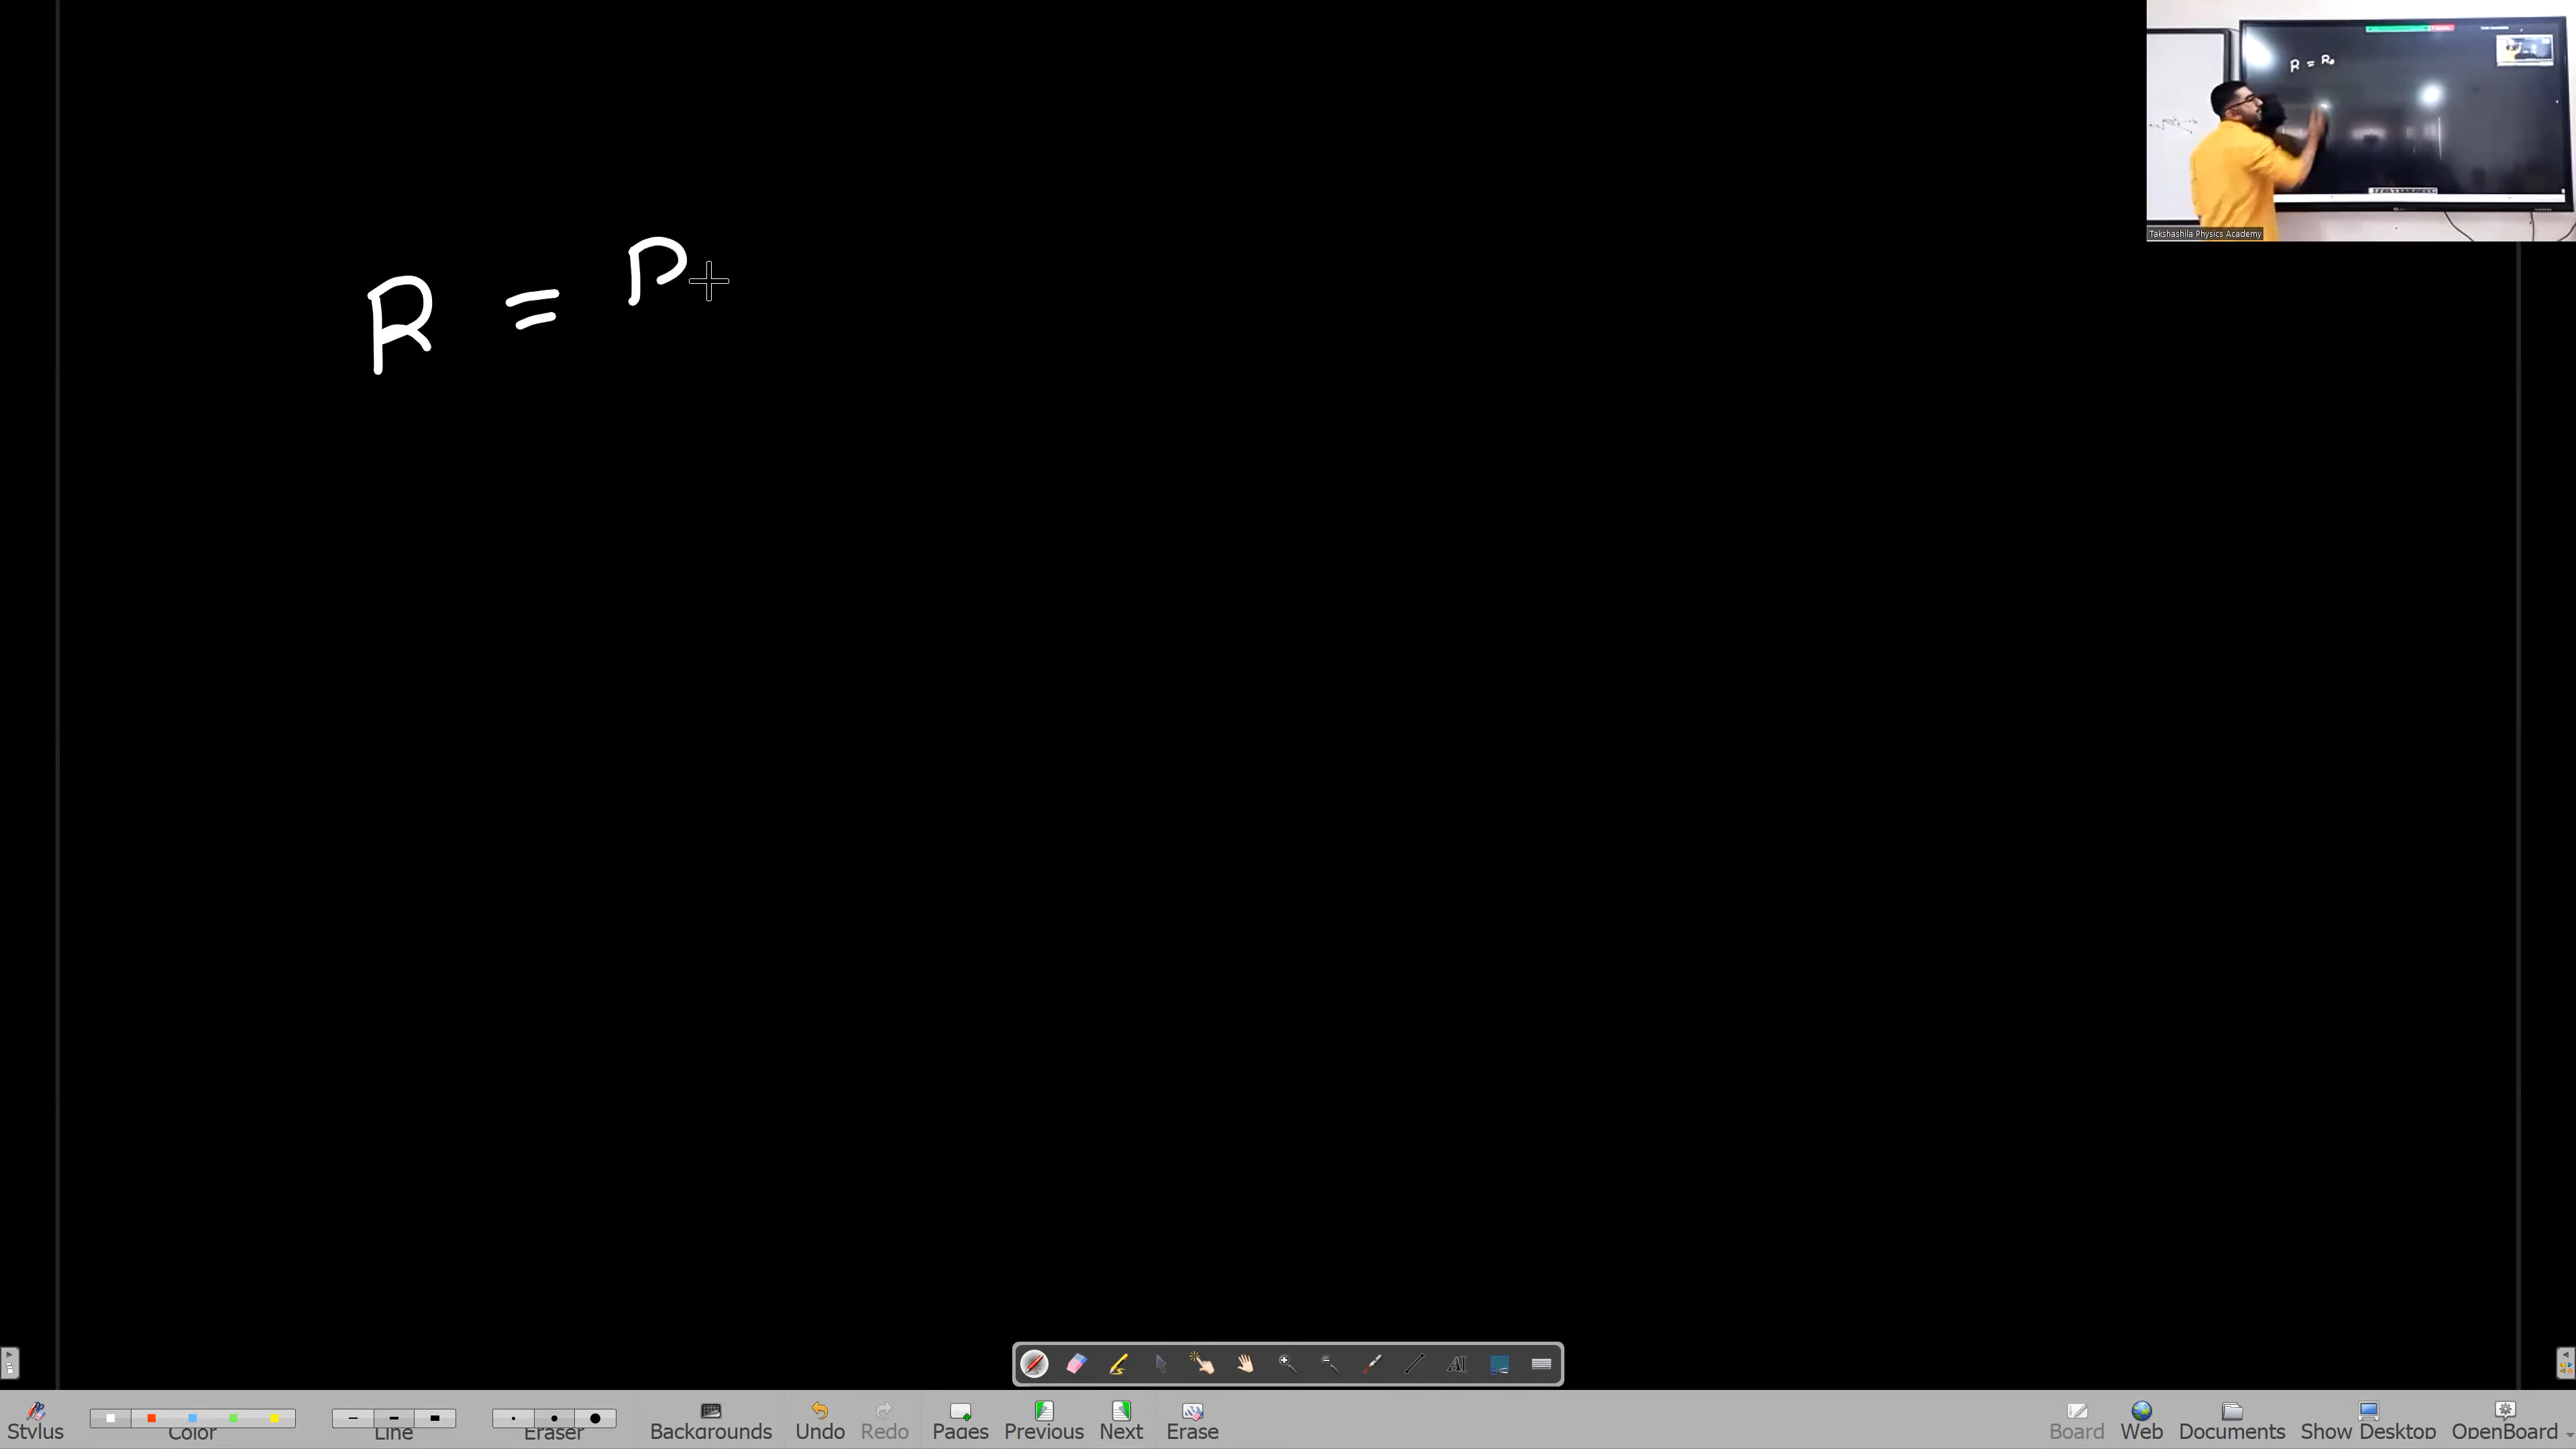 R = P
Takshashila Physics Academy
R = R₀
Stylus Color Line Eraser Backgrounds Undo Redo Pages Previous Next Erase Board Web Documents Show Desktop OpenBoard